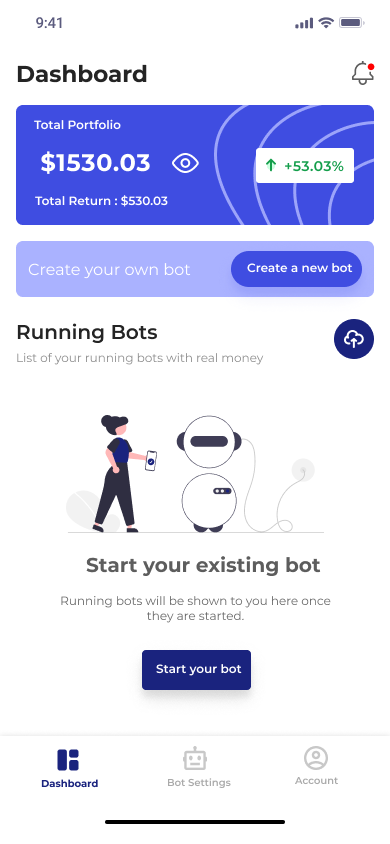 9:41
Dashboard
Total Portfolio
$1530.03
+53.03%
Total Return : $530.03
Create your own bot
Create a new bot
Running Bots
List of your running bots with real money
Start your existing bot
Running bots will be shown to you here once
they are started.
Start your bot
Dashboard
Bot Settings
Account